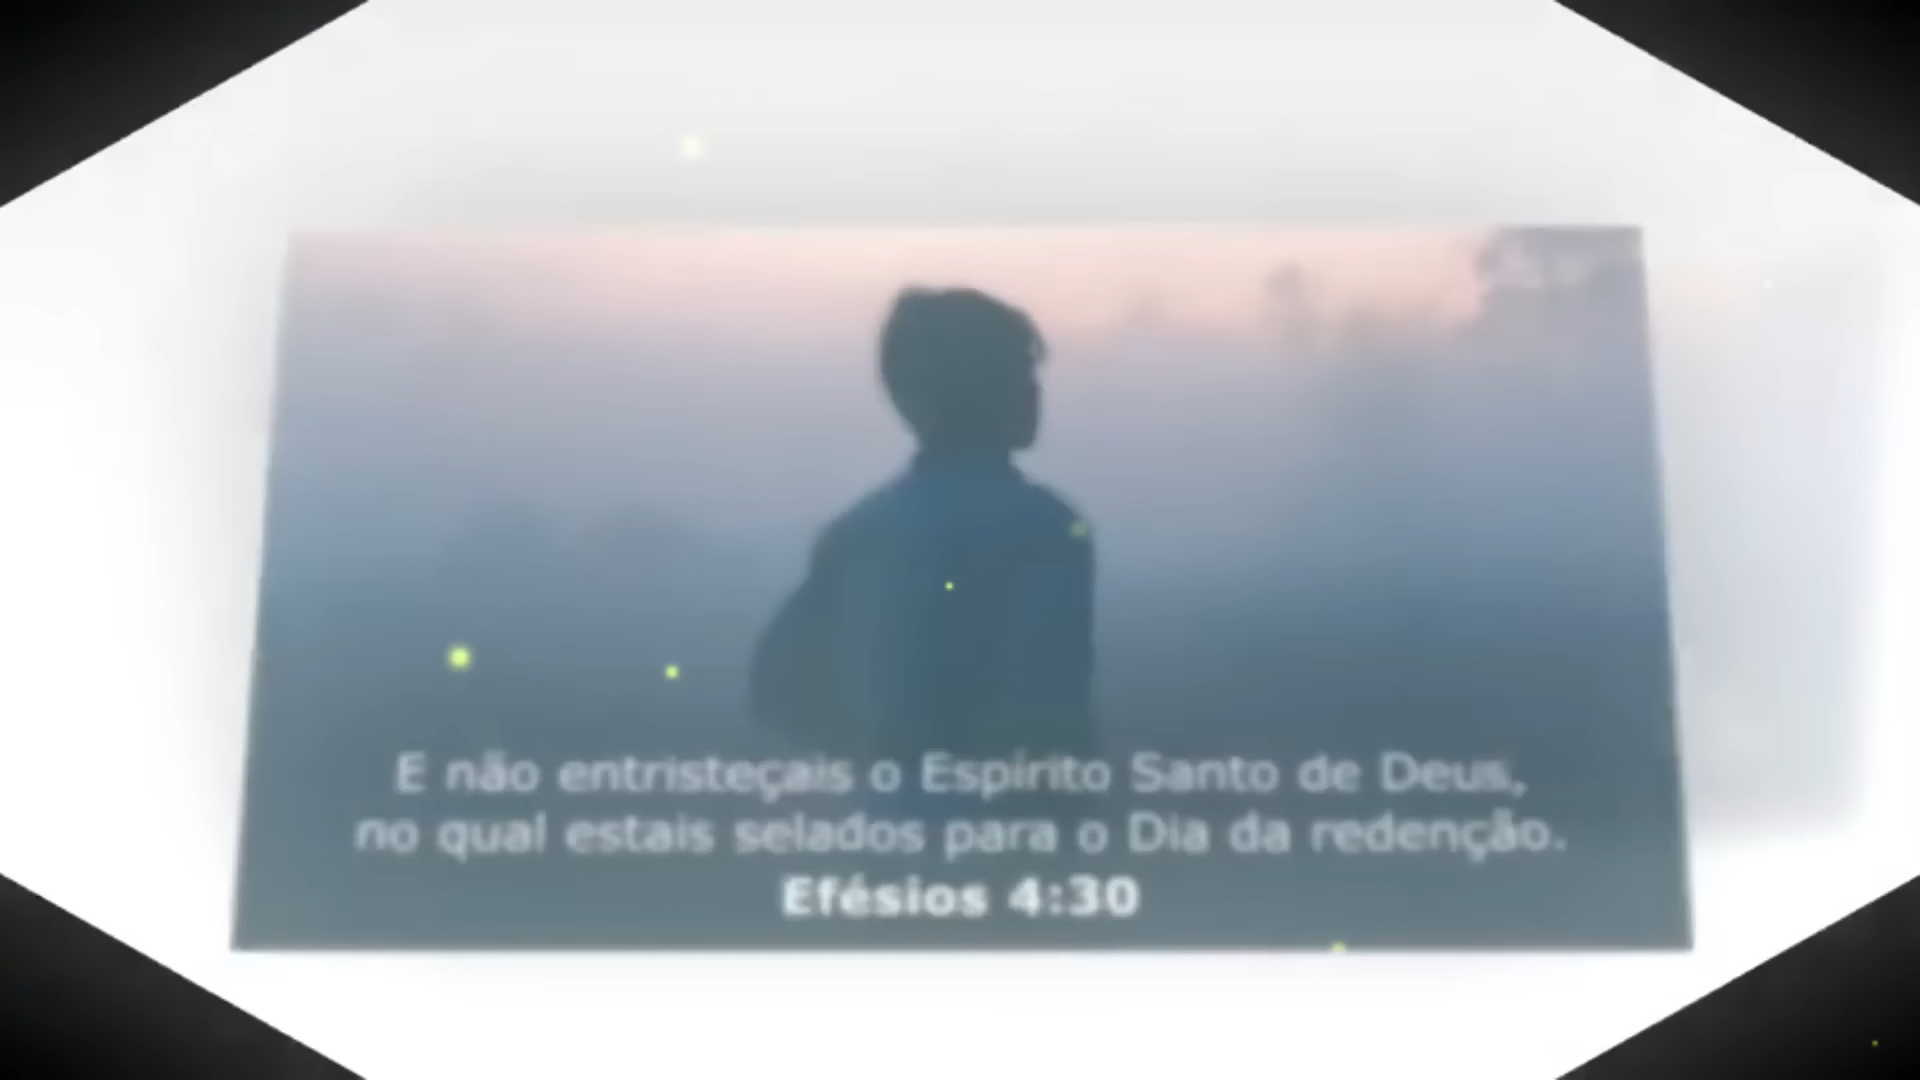 E não entristeçais o Espírito Santo de Deus,
no qual estais selados para o Dia da redenção.
Efésios 4:30